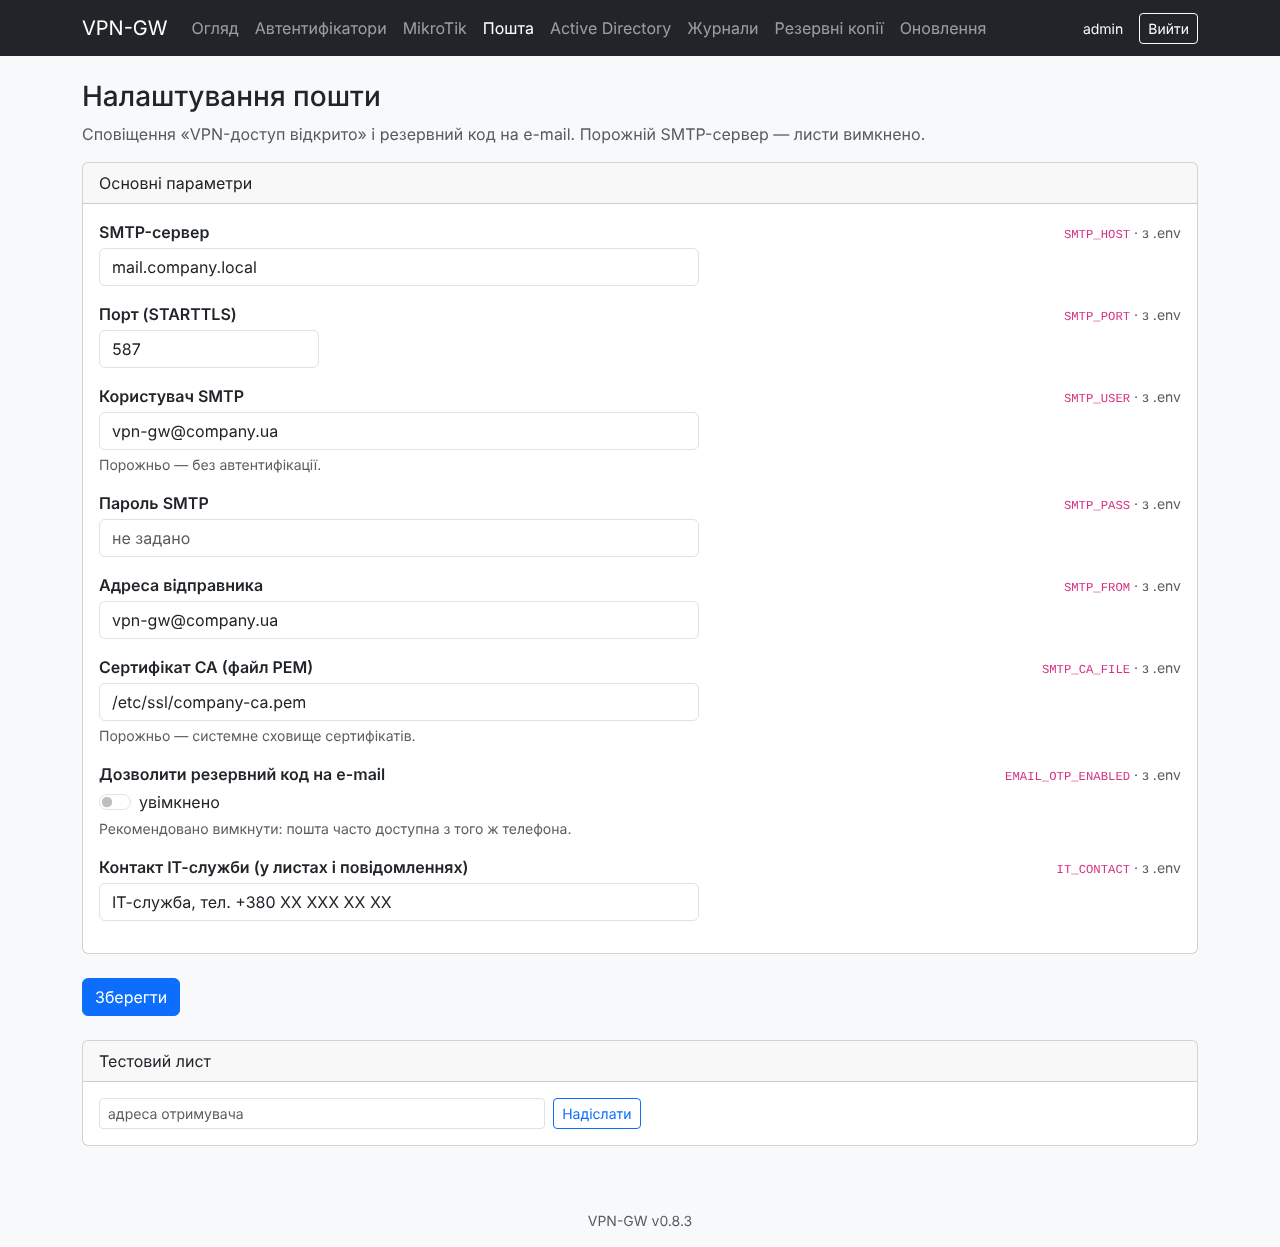 VPN-GW Огляд Автентифікатори MikroTik Пошта Active Directory Журнали Резервні копії Оновлення admin Вийти
Налаштування пошти
Сповіщення «VPN-доступ відкрито» і резервний код на e-mail. Порожній SMTP-сервер — листи вимкнено.
Основні параметри
SMTP-сервер SMTP_HOST · з .env
mail.company.local
Порт (STARTTLS) SMTP_PORT · з .env
587
Користувач SMTP SMTP_USER · з .env
vpn-gw@company.ua
Порожньо — без автентифікації.
Пароль SMTP SMTP_PASS · з .env
не задано
Адреса відправника SMTP_FROM · з .env
vpn-gw@company.ua
Сертифікат CA (файл PEM) SMTP_CA_FILE · з .env
/etc/ssl/company-ca.pem
Порожньо — системне сховище сертифікатів.
Дозволити резервний код на e-mail EMAIL_OTP_ENABLED · з .env
увімкнено
Рекомендовано вимкнути: пошта часто доступна з того ж телефона.
Контакт ІТ-служби (у листах і повідомленнях) IT_CONTACT · з .env
ІТ-служба, тел. +380 XX XXX XX XX
Зберегти
Тестовий лист
адреса отримувача Надіслати
VPN-GW v0.8.3